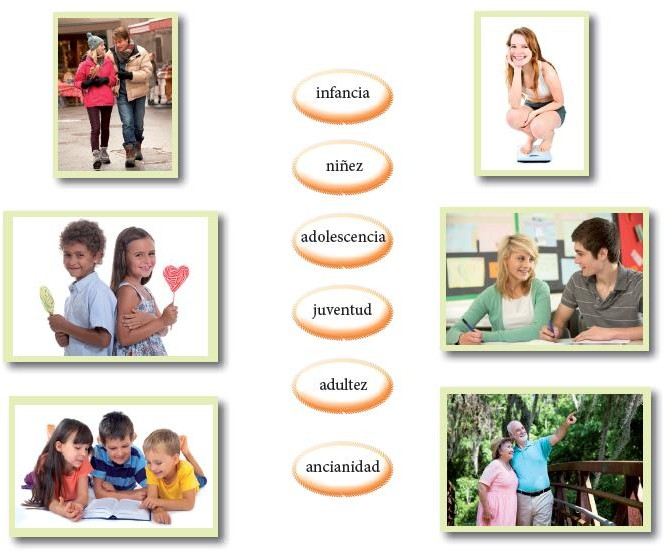 infancia
niñez
adolescencia
juventud
adultez
ancianidad